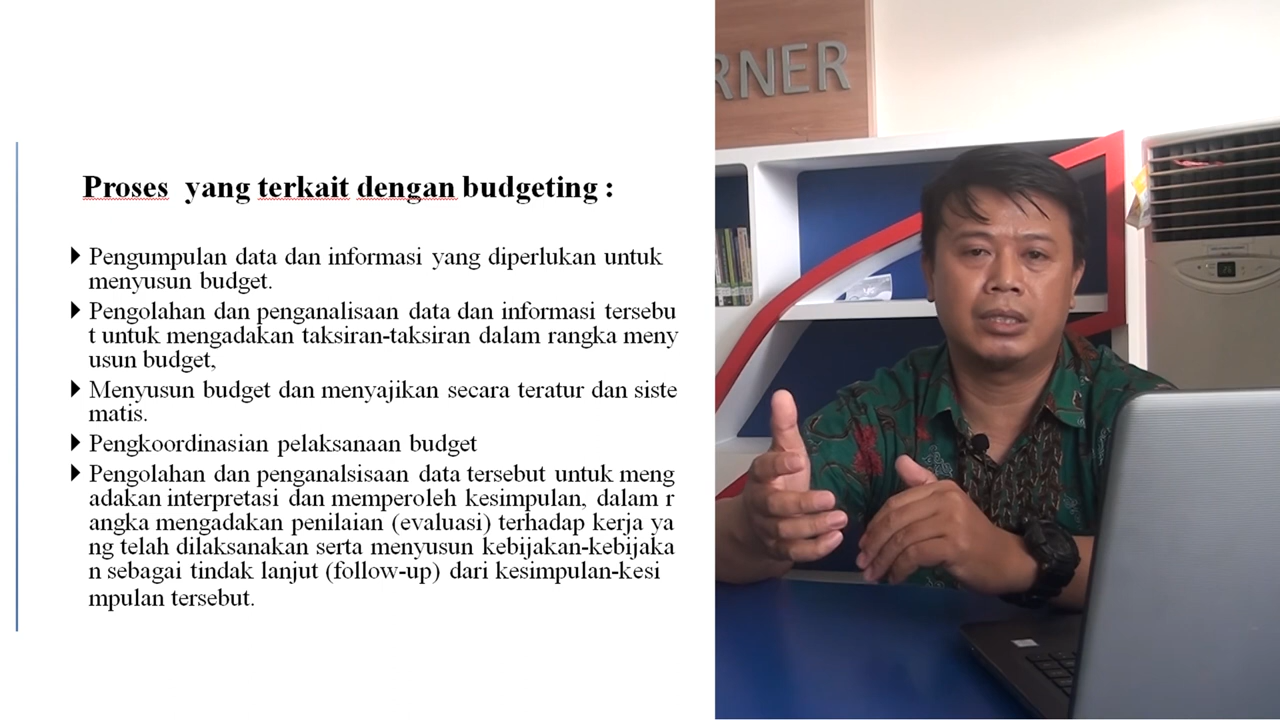 Proses yang terkait dengan budgeting :
Pengumpulan data dan informasi yang diperlukan untuk
menyusun budget.
Pengolahan dan penganalisaan data dan informasi tersebu
t untuk mengadakan taksiran-taksiran dalam rangka meny
usun budget,
Menyusun budget dan menyajikan secara teratur dan siste
matis.
Pengkoordinasian pelaksanaan budget
Pengolahan dan penganalsisaan data tersebut untuk meng
adakan interpretasi dan memperoleh kesimpulan, dalam r
angka mengadakan penilaian (evaluasi) terhadap kerja ya
ng telah dilaksanakan serta menyusun kebijakan-kebijaka
n sebagai tindak lanjut (follow-up) dari kesimpulan-kesi
mpulan tersebut.
RNER